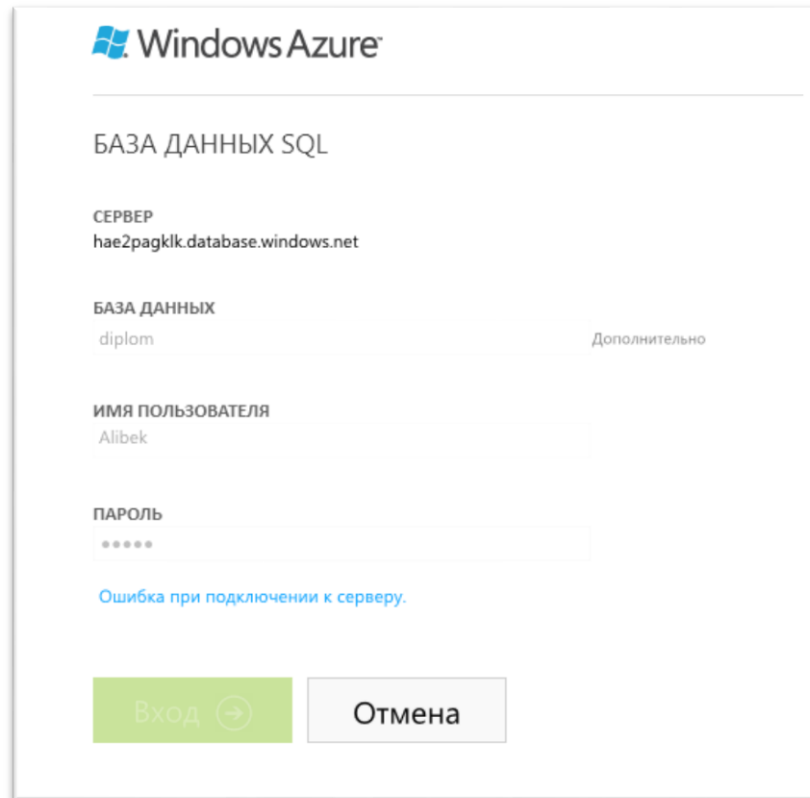 Windows Azure™
БАЗА ДАННЫХ SQL
СЕРВЕР
hae2pagklk.database.windows.net
БАЗА ДАННЫХ
diplom Дополнительно
ИМЯ ПОЛЬЗОВАТЕЛЯ
Alibek
ПАРОЛЬ
•••••
Ошибка при подключении к серверу.
Вход Отмена